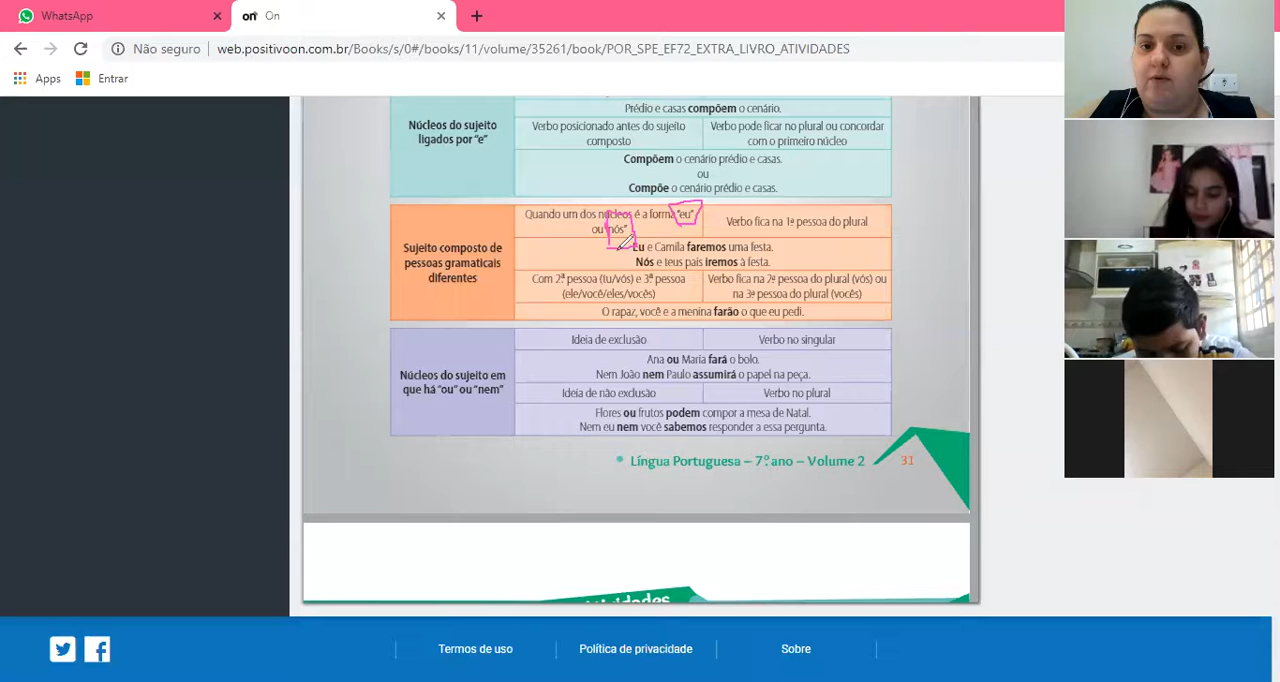 WhatsApp
on On
Não seguro
web.positivoon.com.br/Books/s/0#/books/11/volume/35261/book/POR_SPE_EF72_EXTRA_LIVRO_ATIVIDADES
Apps
Entrar
Prédio e casas compõem o cenário.
Núcleos do sujeito
ligados por "e"
Verbo posicionado antes do sujeito
composto
Verbo pode ficar no plural ou concordar
com o primeiro núcleo
Compõem o cenário prédio e casas.
ou
Compõe o cenário prédio e casas.
Sujeito composto de
pessoas gramaticais
diferentes
Quando um dos núcleos é a forma "eu"
ou "nós"
Verbo fica na 1ª pessoa do plural
Eu e Camila faremos uma festa.
Nós e teus pais iremos à festa.
Com 2ª pessoa (tu/vós) e 3ª pessoa
(ele/você/eles/vocês)
Verbo fica na 2ª pessoa do plural (vós) ou
na 3ª pessoa do plural (vocês)
O rapaz, você e a menina farão o que eu pedi.
Núcleos do sujeito em
que há "ou" ou "nem"
Ideia de exclusão
Verbo no singular
Ana ou Maria fará o bolo.
Nem João nem Paulo assumirá o papel na peça.
Ideia de não exclusão
Verbo no plural
Flores ou frutos podem compor a mesa de Natal.
Nem eu nem você sabemos responder a essa pergunta.
Língua Portuguesa – 7º. ano – Volume 2
31
Termos de uso
Política de privacidade
Sobre